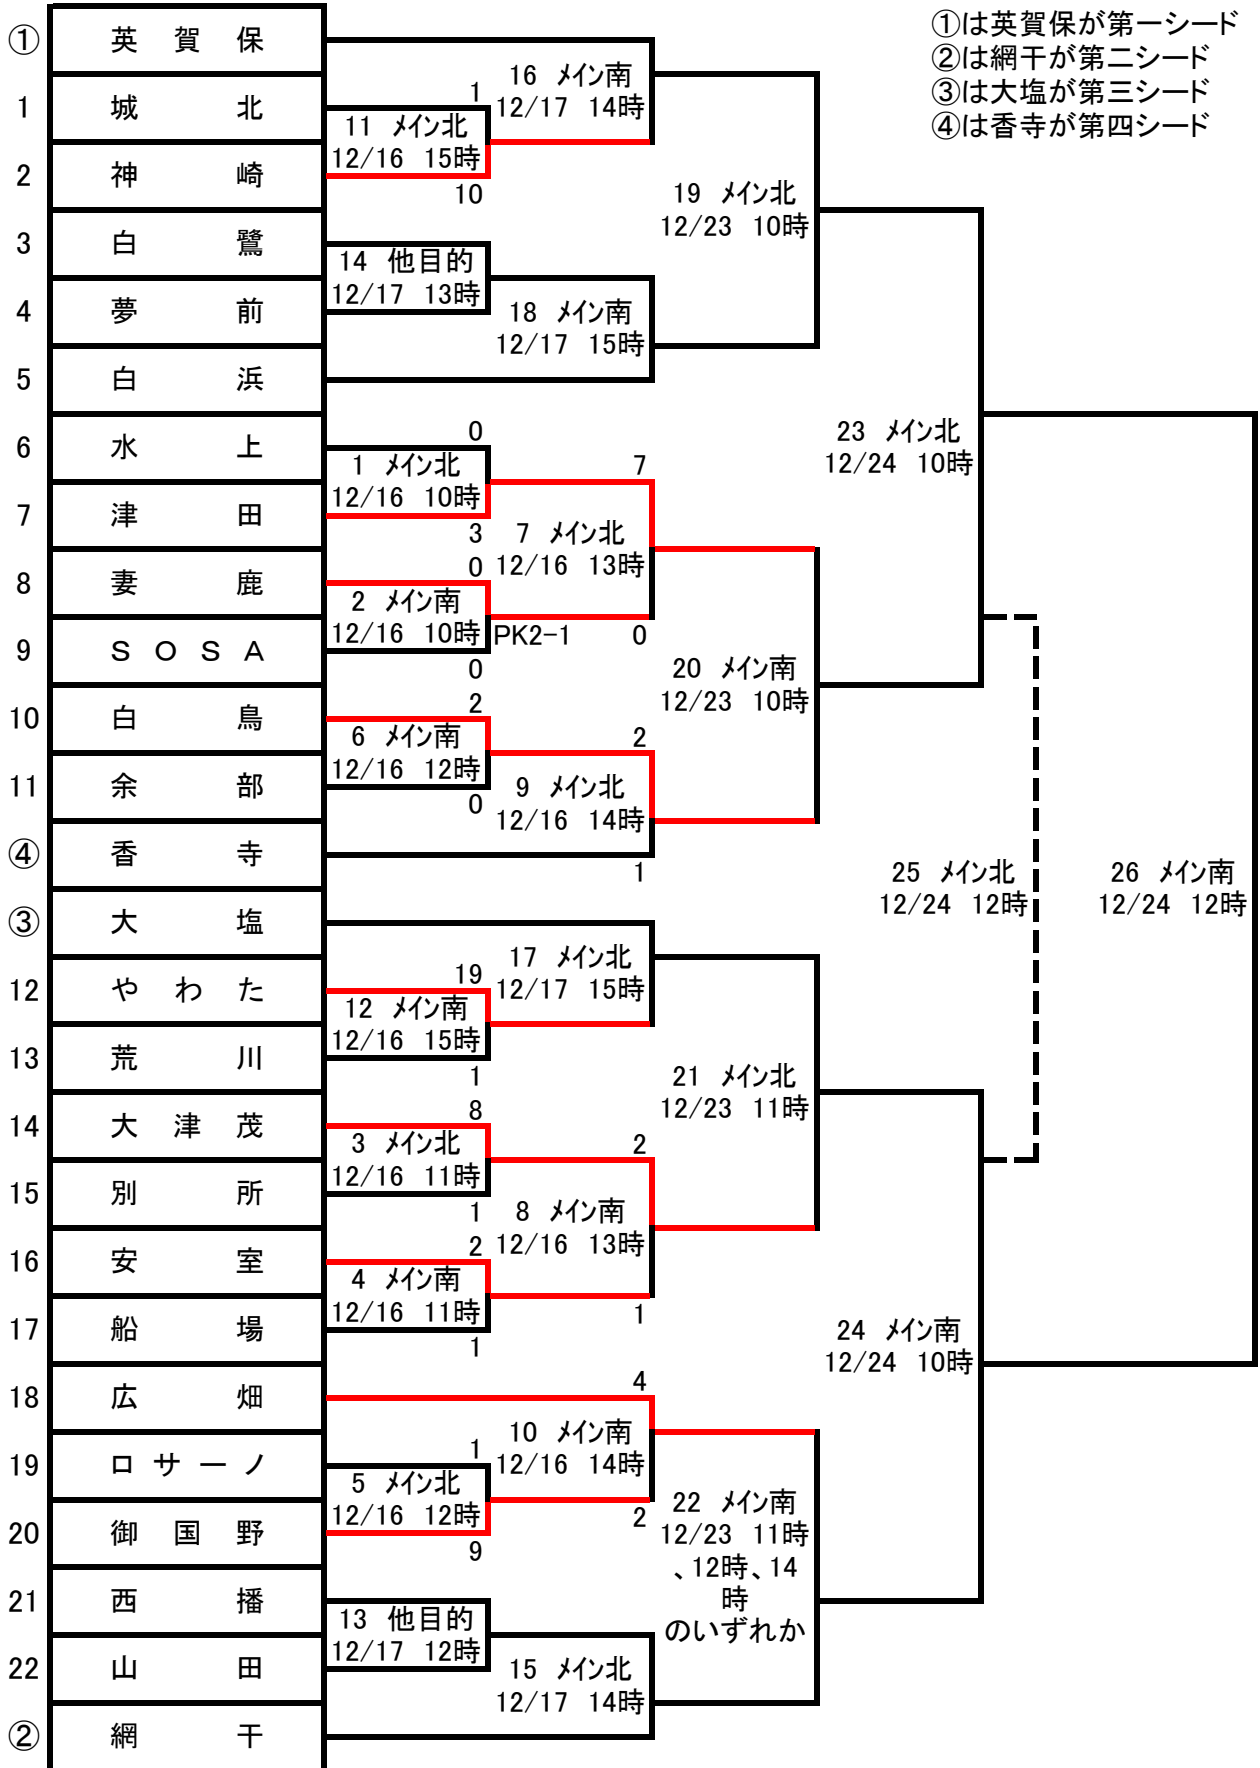 ①は英賀保が第一シード
②は網干が第二シード
③は大塩が第三シード
④は香寺が第四シード
① 英賀保
1 城北
2 神崎
3 白鷺
4 夢前
5 白浜
6 水上
7 津田
8 妻鹿
9 ＳＯＳＡ
10 白鳥
11 余部
④ 香寺
③ 大塩
12 やわた
13 荒川
14 大津茂
15 別所
16 安室
17 船場
18 広畑
19 ロサーノ
20 御国野
21 西播
22 山田
② 網干
1
11 ﾒｲﾝ北
12/16 15時
10
14 他目的
12/17 13時
0
1 ﾒｲﾝ北
12/16 10時
3
0
2 ﾒｲﾝ南
12/16 10時
PK2-1
0
2
6 ﾒｲﾝ南
12/16 12時
0
19
12 ﾒｲﾝ南
12/16 15時
1
8
3 ﾒｲﾝ北
12/16 11時
1
2
4 ﾒｲﾝ南
12/16 11時
1
1
5 ﾒｲﾝ北
12/16 12時
9
13 他目的
12/17 12時
16 ﾒｲﾝ南
12/17 14時
18 ﾒｲﾝ南
12/17 15時
7
7 ﾒｲﾝ北
12/16 13時
0
2
9 ﾒｲﾝ北
12/16 14時
1
17 ﾒｲﾝ北
12/17 15時
2
8 ﾒｲﾝ南
12/16 13時
1
4
10 ﾒｲﾝ南
12/16 14時
2
15 ﾒｲﾝ北
12/17 14時
19 ﾒｲﾝ北
12/23 10時
20 ﾒｲﾝ南
12/23 10時
21 ﾒｲﾝ北
12/23 11時
22 ﾒｲﾝ南
12/23 11時
、12時、14
時
のいずれか
23 ﾒｲﾝ北
12/24 10時
24 ﾒｲﾝ南
12/24 10時
25 ﾒｲﾝ北
12/24 12時
26 ﾒｲﾝ南
12/24 12時